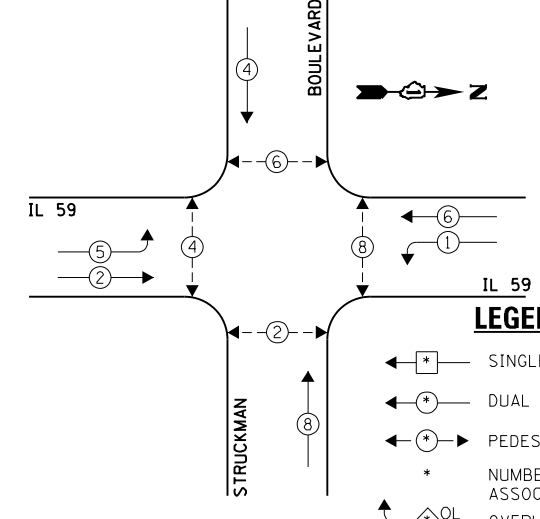 BOULEVARD
4
N
6
IL 59
4
8
6
1
5
2
IL 59
2
8
STRUCKMAN
LEGE
* SINGL
* DUAL
* PEDES
* NUMBE
ASSOC
* OL